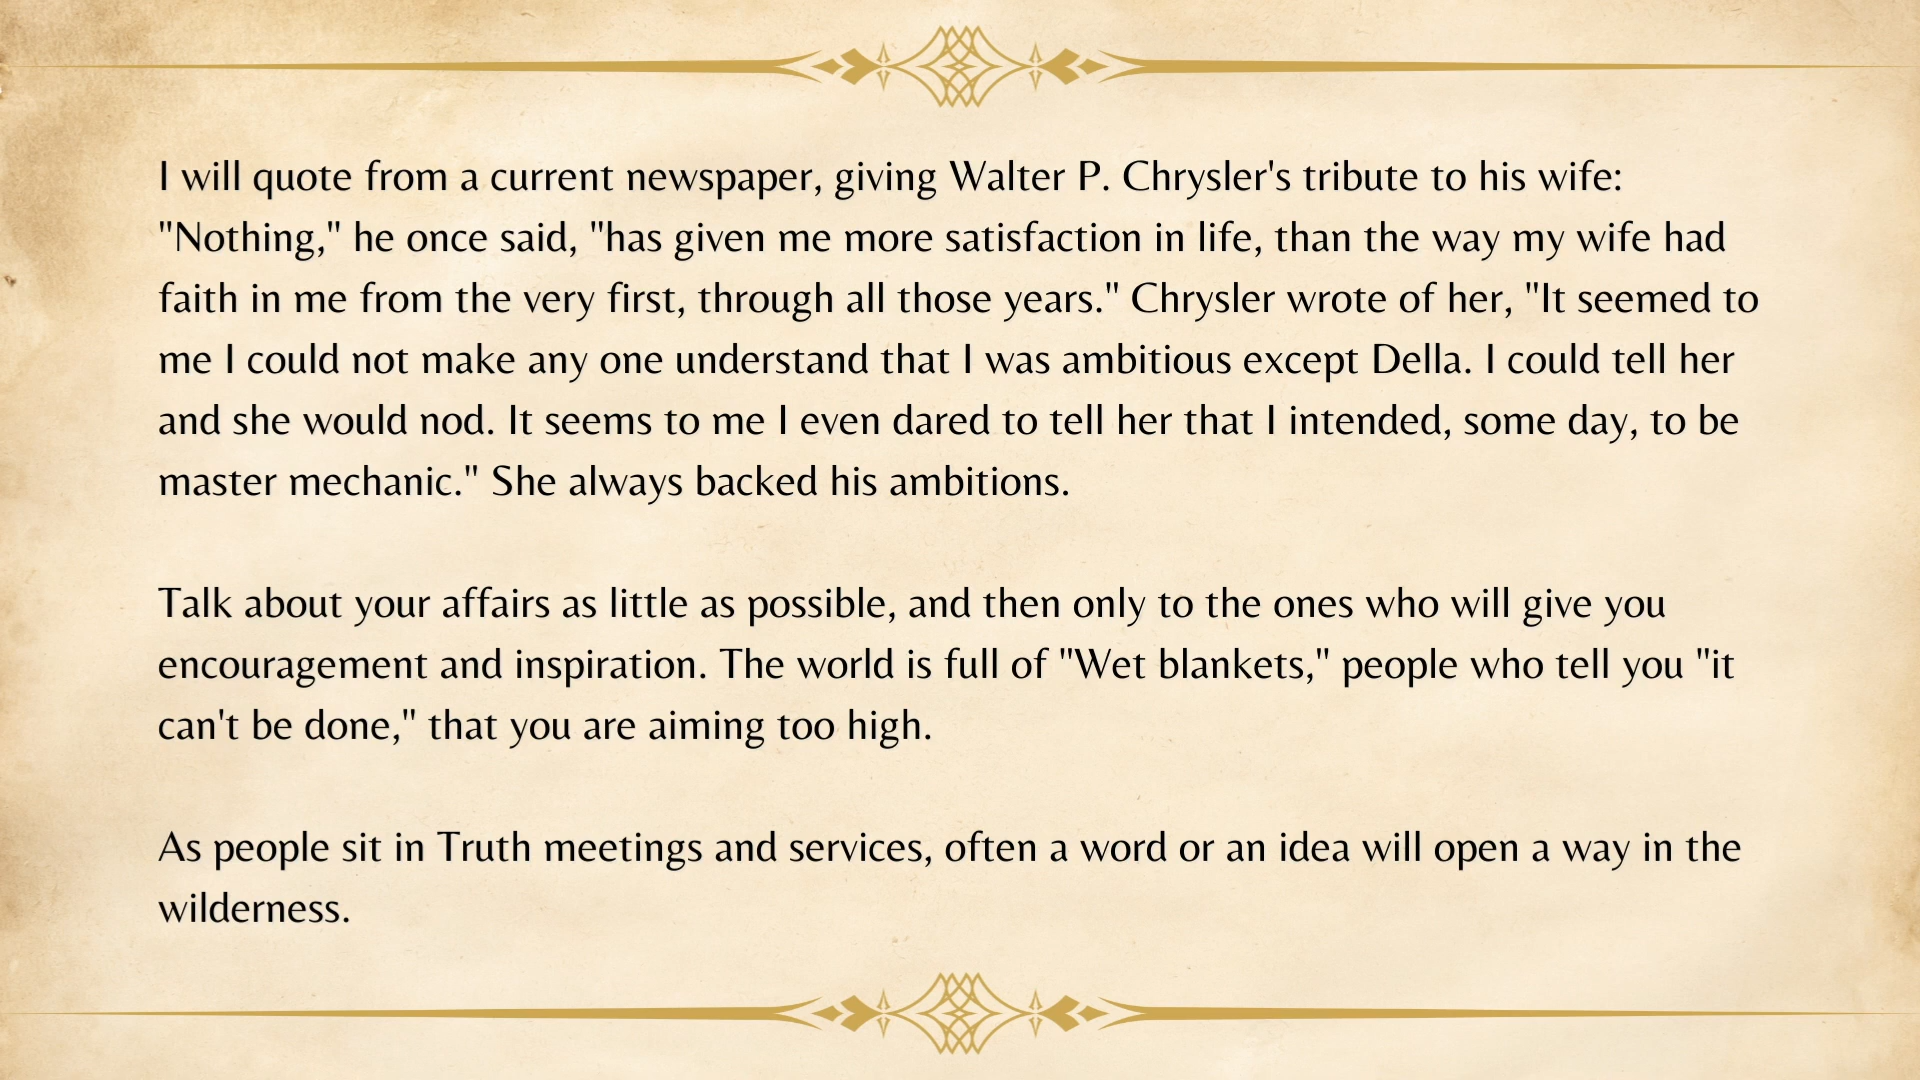 I will quote from a current newspaper, giving Walter P. Chrysler's tribute to his wife:
"Nothing," he once said, "has given me more satisfaction in life, than the way my wife had
faith in me from the very first, through all those years." Chrysler wrote of her, "It seemed to
me I could not make any one understand that I was ambitious except Della. I could tell her
and she would nod. It seems to me I even dared to tell her that I intended, some day, to be
master mechanic." She always backed his ambitions.
Talk about your affairs as little as possible, and then only to the ones who will give you
encouragement and inspiration. The world is full of "Wet blankets," people who tell you "it
can't be done," that you are aiming too high.
As people sit in Truth meetings and services, often a word or an idea will open a way in the
wilderness.